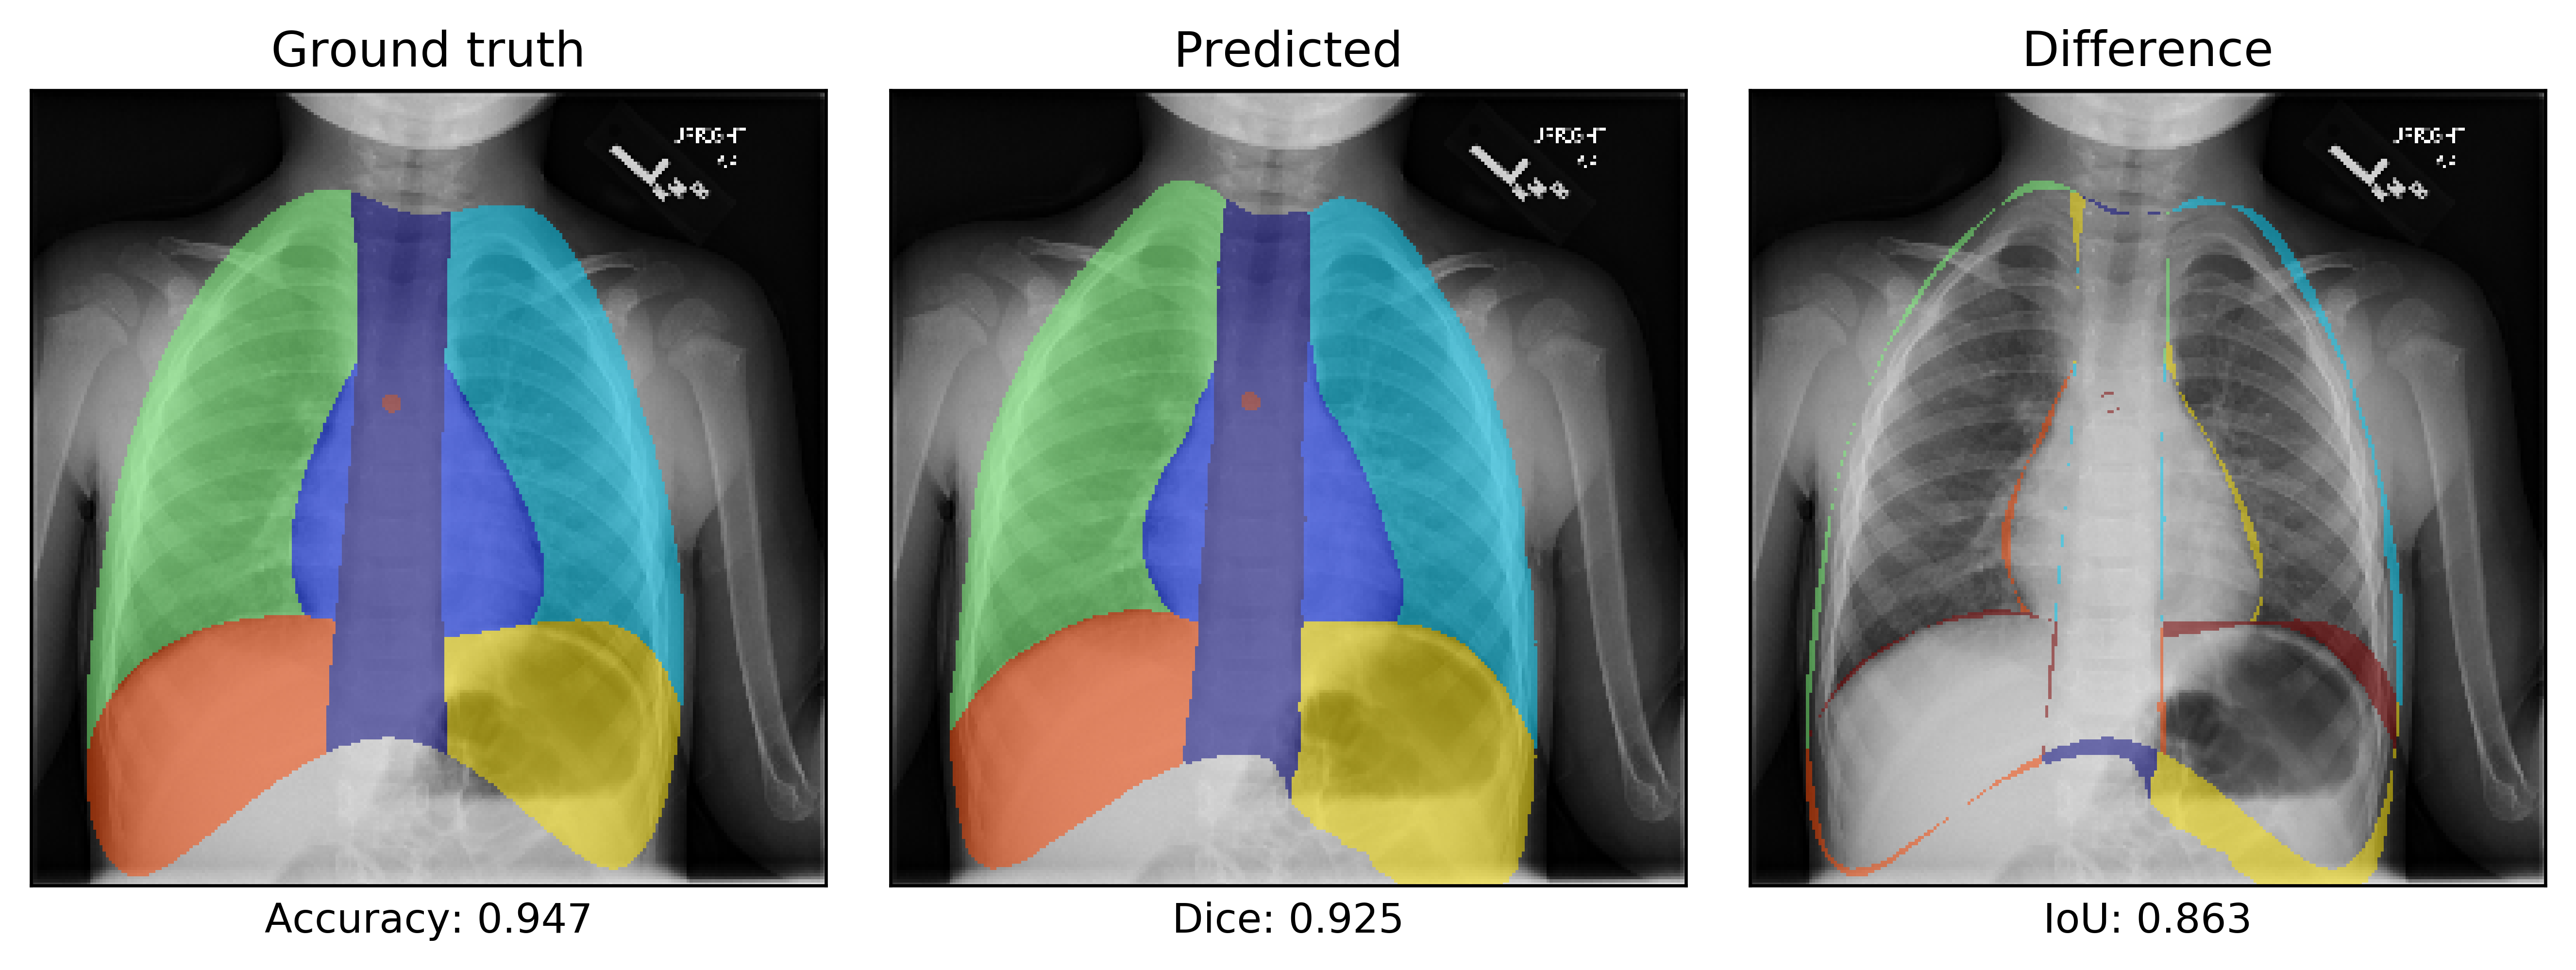 Ground truth
Predicted
Difference
Accuracy: 0.947
Dice: 0.925
IoU: 0.863